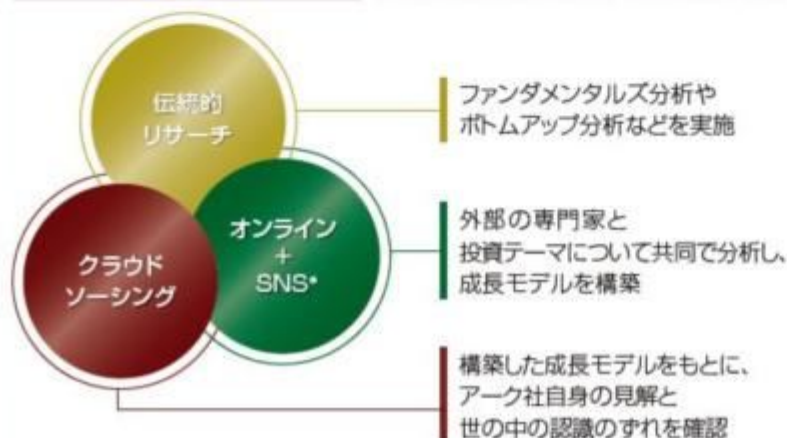 伝統的
リサーチ
ファンダメンタルズ分析や
ボトムアップ分析などを実施
オンライン
+
SNS*
外部の専門家と
投資テーマについて共同で分析し、
成長モデルを構築
クラウド
ソーシング
構築した成長モデルをもとに、
アーク社自身の見解と
世の中の認識のずれを確認